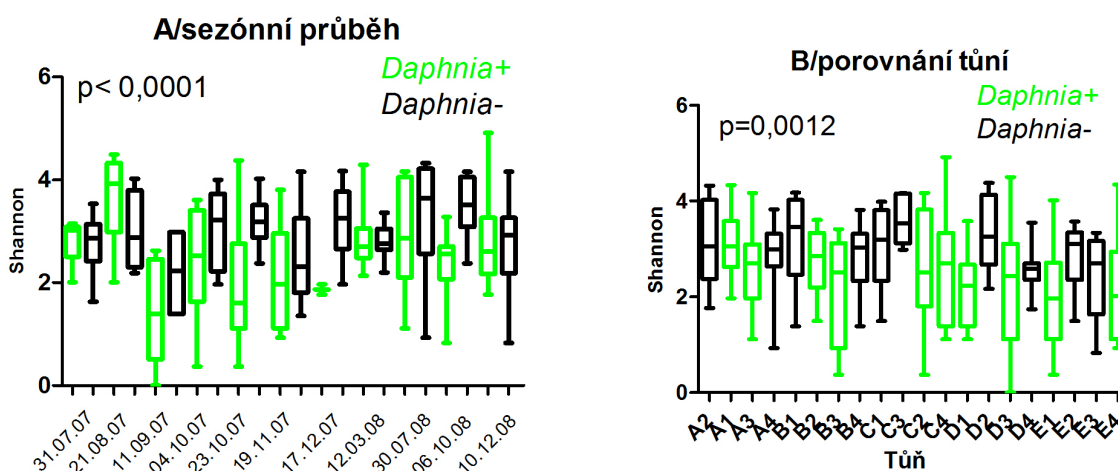 A/sezónní průběh
p< 0,0001
Daphnia+
Daphnia-
Shannon
6
4
2
0
31.07.07
21.08.07
11.09.07
04.10.07
23.10.07
19.11.07
17.12.07
12.03.08
30.07.08
06.10.08
10.12.08
B/porovnání tůní
p=0,0012
Daphnia+
Daphnia-
Shannon
6
4
2
0
A2
A1
A3
A4
B1
B2
B3
B4
C1
C3
C2
C4
D1
D2
D3
D4
E1
E2
E3
E4
Tůň